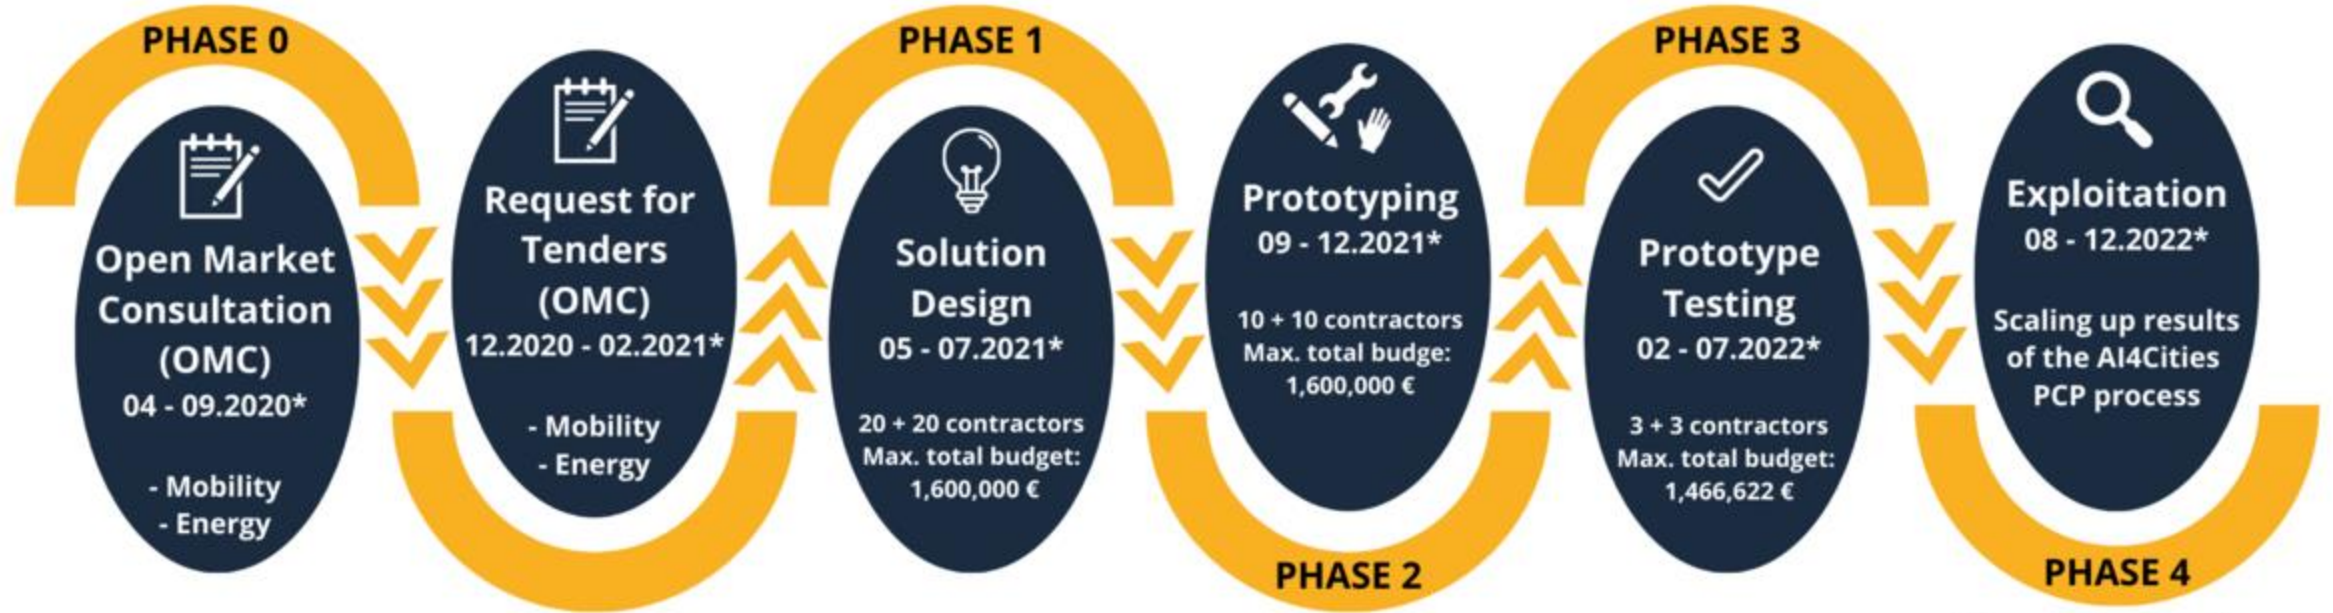 PHASE 0
Open Market
Consultation
(OMC)
04 - 09.2020*
- Mobility
- Energy
Request for
Tenders
(OMC)
12.2020 - 02.2021*
- Mobility
- Energy
PHASE 1
Solution
Design
05 - 07.2021*
20 + 20 contractors
Max. total budget:
1,600,000 €
Prototyping
09 - 12.2021*
10 + 10 contractors
Max. total budge:
1,600,000 €
PHASE 2
PHASE 3
Prototype
Testing
02 - 07.2022*
3 + 3 contractors
Max. total budget:
1,466,622 €
Exploitation
08 - 12.2022*
Scaling up results
of the AI4Cities
PCP process
PHASE 4